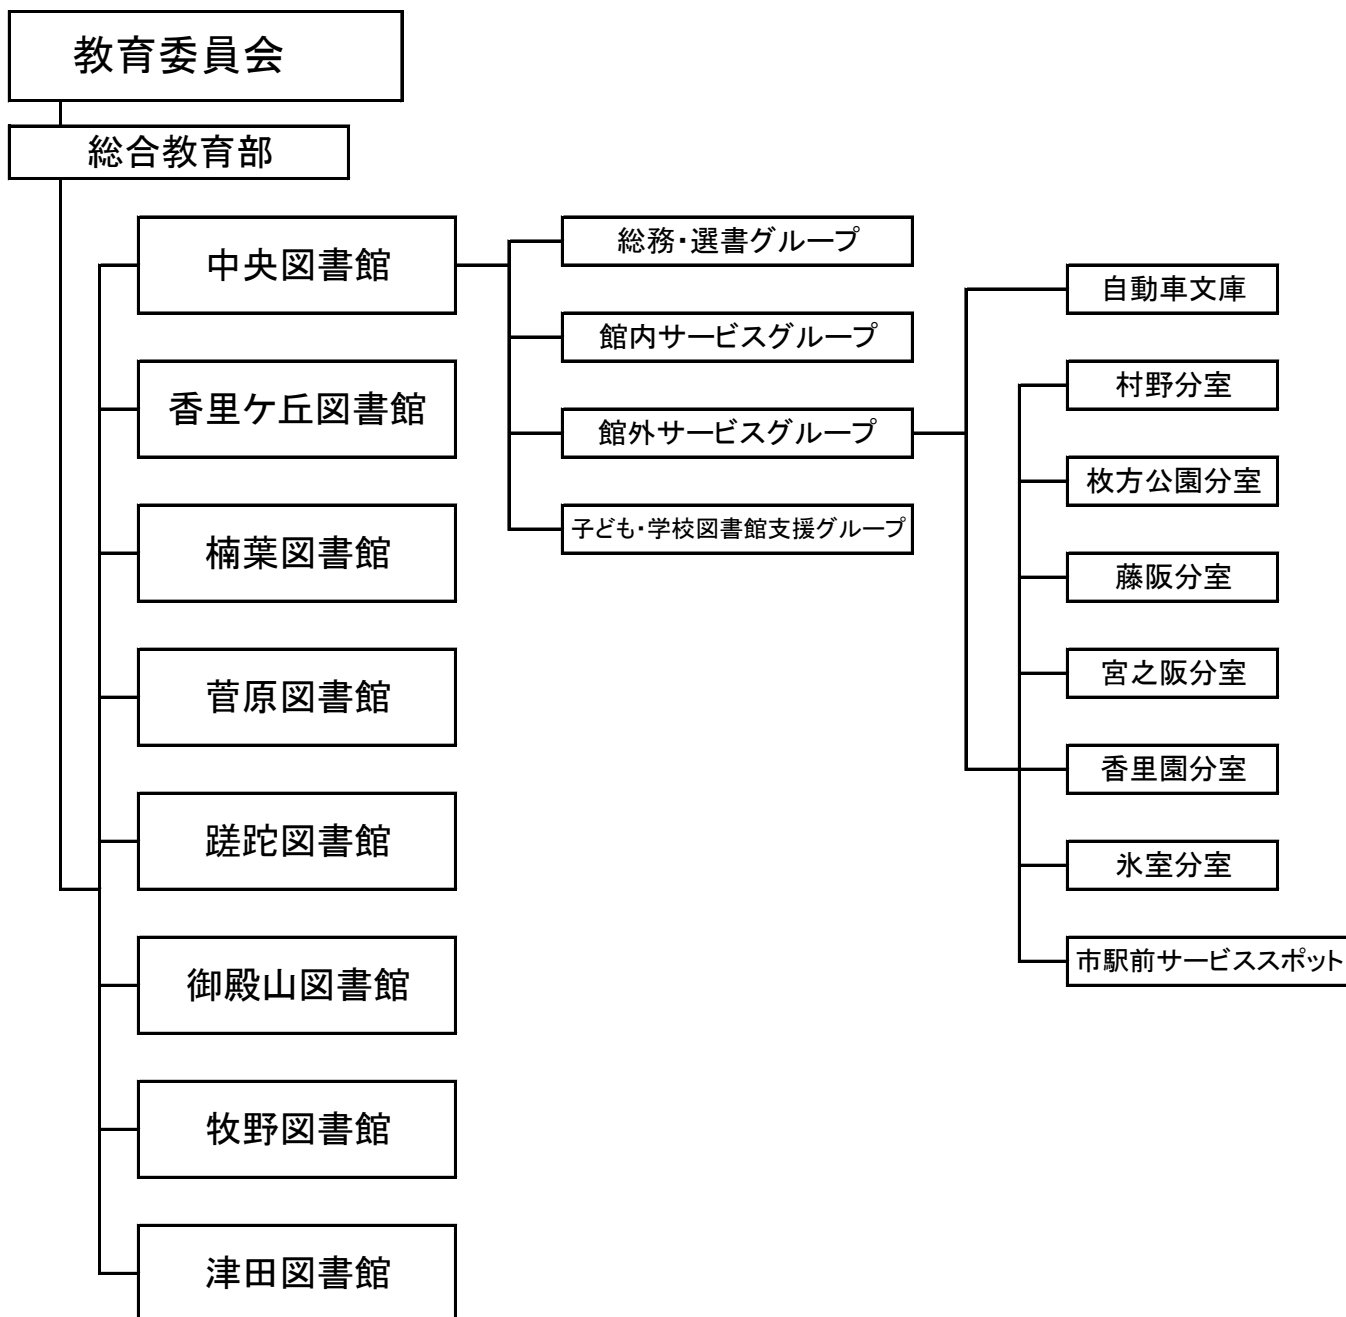 教育委員会
総合教育部
中央図書館
香里ケ丘図書館
楠葉図書館
菅原図書館
蹉跎図書館
御殿山図書館
牧野図書館
津田図書館
総務・選書グループ
館内サービスグループ
館外サービスグループ
子ども・学校図書館支援グループ
自動車文庫
村野分室
枚方公園分室
藤阪分室
宮之阪分室
香里園分室
氷室分室
市駅前サービススポット